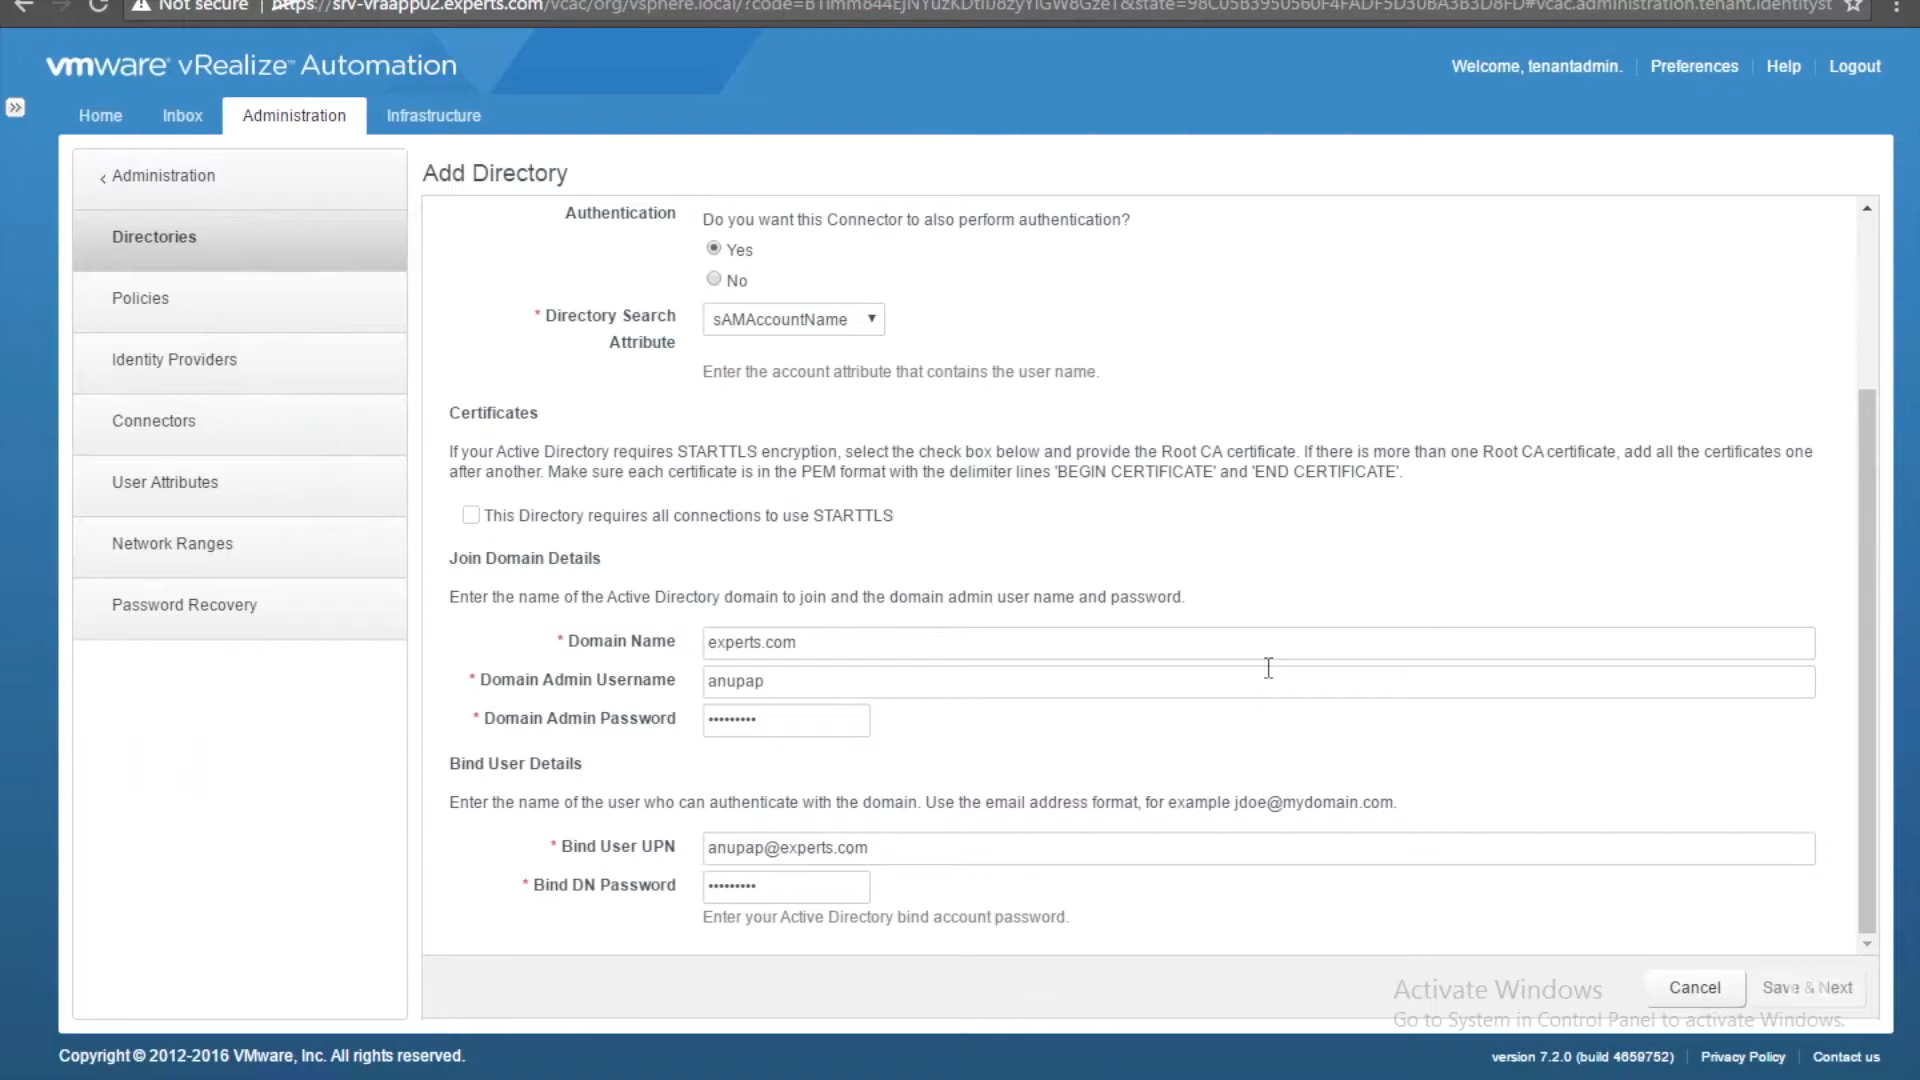 Not secure | https://srv-vraapp02.experts.com/vcac/org/vsphere.local/?
vmware vRealize™ Automation
Welcome, tenantadmin. Preferences Help Logout
Home Inbox Administration Infrastructure
Administration
Directories
Policies
Identity Providers
Connectors
User Attributes
Network Ranges
Password Recovery
Add Directory
Authentication
Do you want this Connector to also perform authentication?
Yes
No
* Directory Search
Attribute
sAMAccountName
Enter the account attribute that contains the user name.
Certificates
If your Active Directory requires STARTTLS encryption, select the check box below and provide the Root CA certificate. If there is more than one Root CA certificate, add all the certificates one
after another. Make sure each certificate is in the PEM format with the delimiter lines 'BEGIN CERTIFICATE' and 'END CERTIFICATE'.
This Directory requires all connections to use STARTTLS
Join Domain Details
Enter the name of the Active Directory domain to join and the domain admin user name and password.
* Domain Name experts.com
* Domain Admin Username anupap
* Domain Admin Password •••••••••
Bind User Details
Enter the name of the user who can authenticate with the domain. Use the email address format, for example jdoe@mydomain.com.
* Bind User UPN anupap@experts.com
* Bind DN Password •••••••••
Enter your Active Directory bind account password.
Cancel Save & Next
Activate Windows
Go to System in Control Panel to activate Windows.
Copyright © 2012-2016 VMware, Inc. All rights reserved.
version 7.2.0 (build 4659752) Privacy Policy Contact us